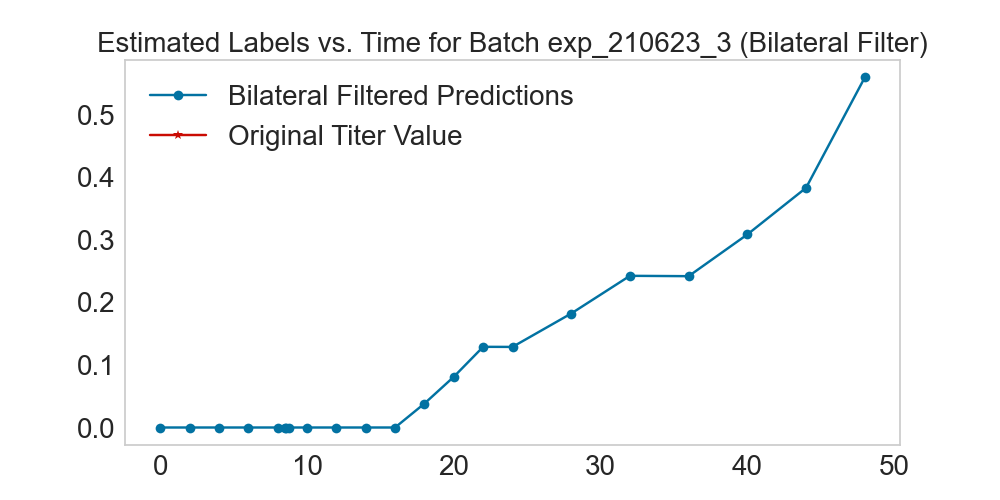 Estimated Labels vs. Time for Batch exp_210623_3 (Bilateral Filter)
Bilateral Filtered Predictions
Original Titer Value
0.5
0.4
0.3
0.2
0.1
0.0
0 10 20 30 40 50